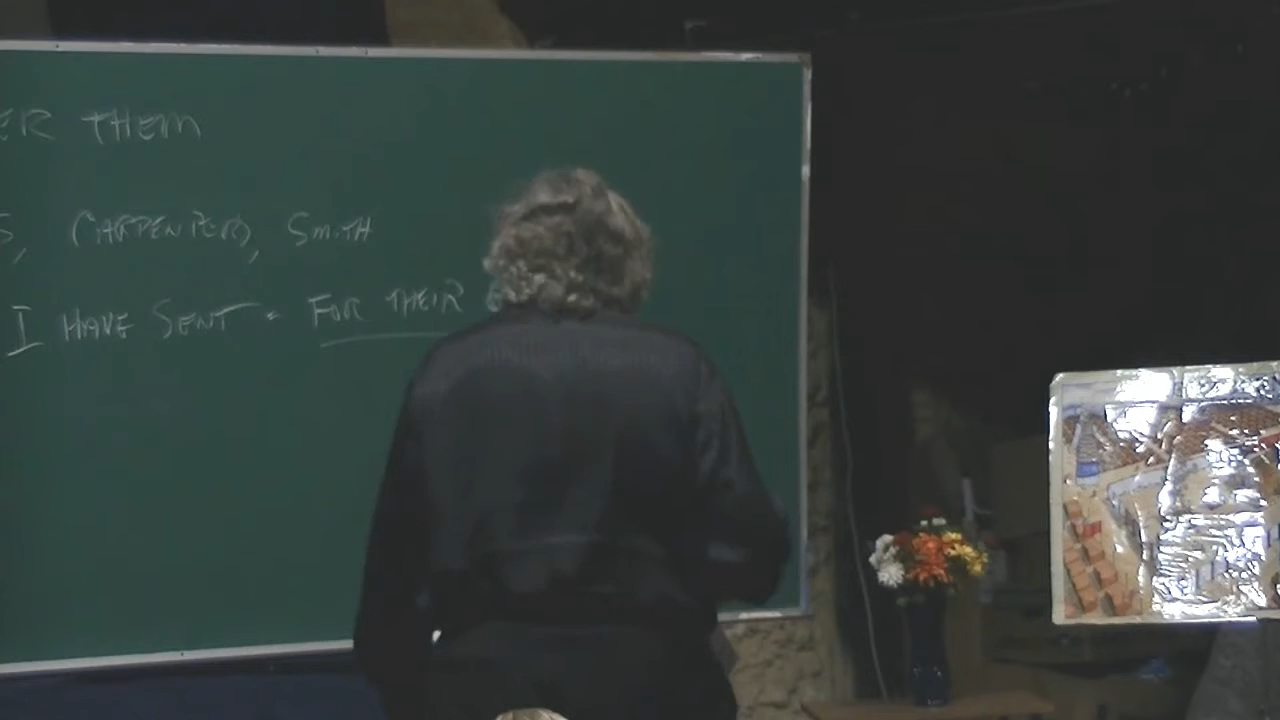 ER THEM
S, CARPENTERS, SMITH
I HAVE SENT - FOR THEIR